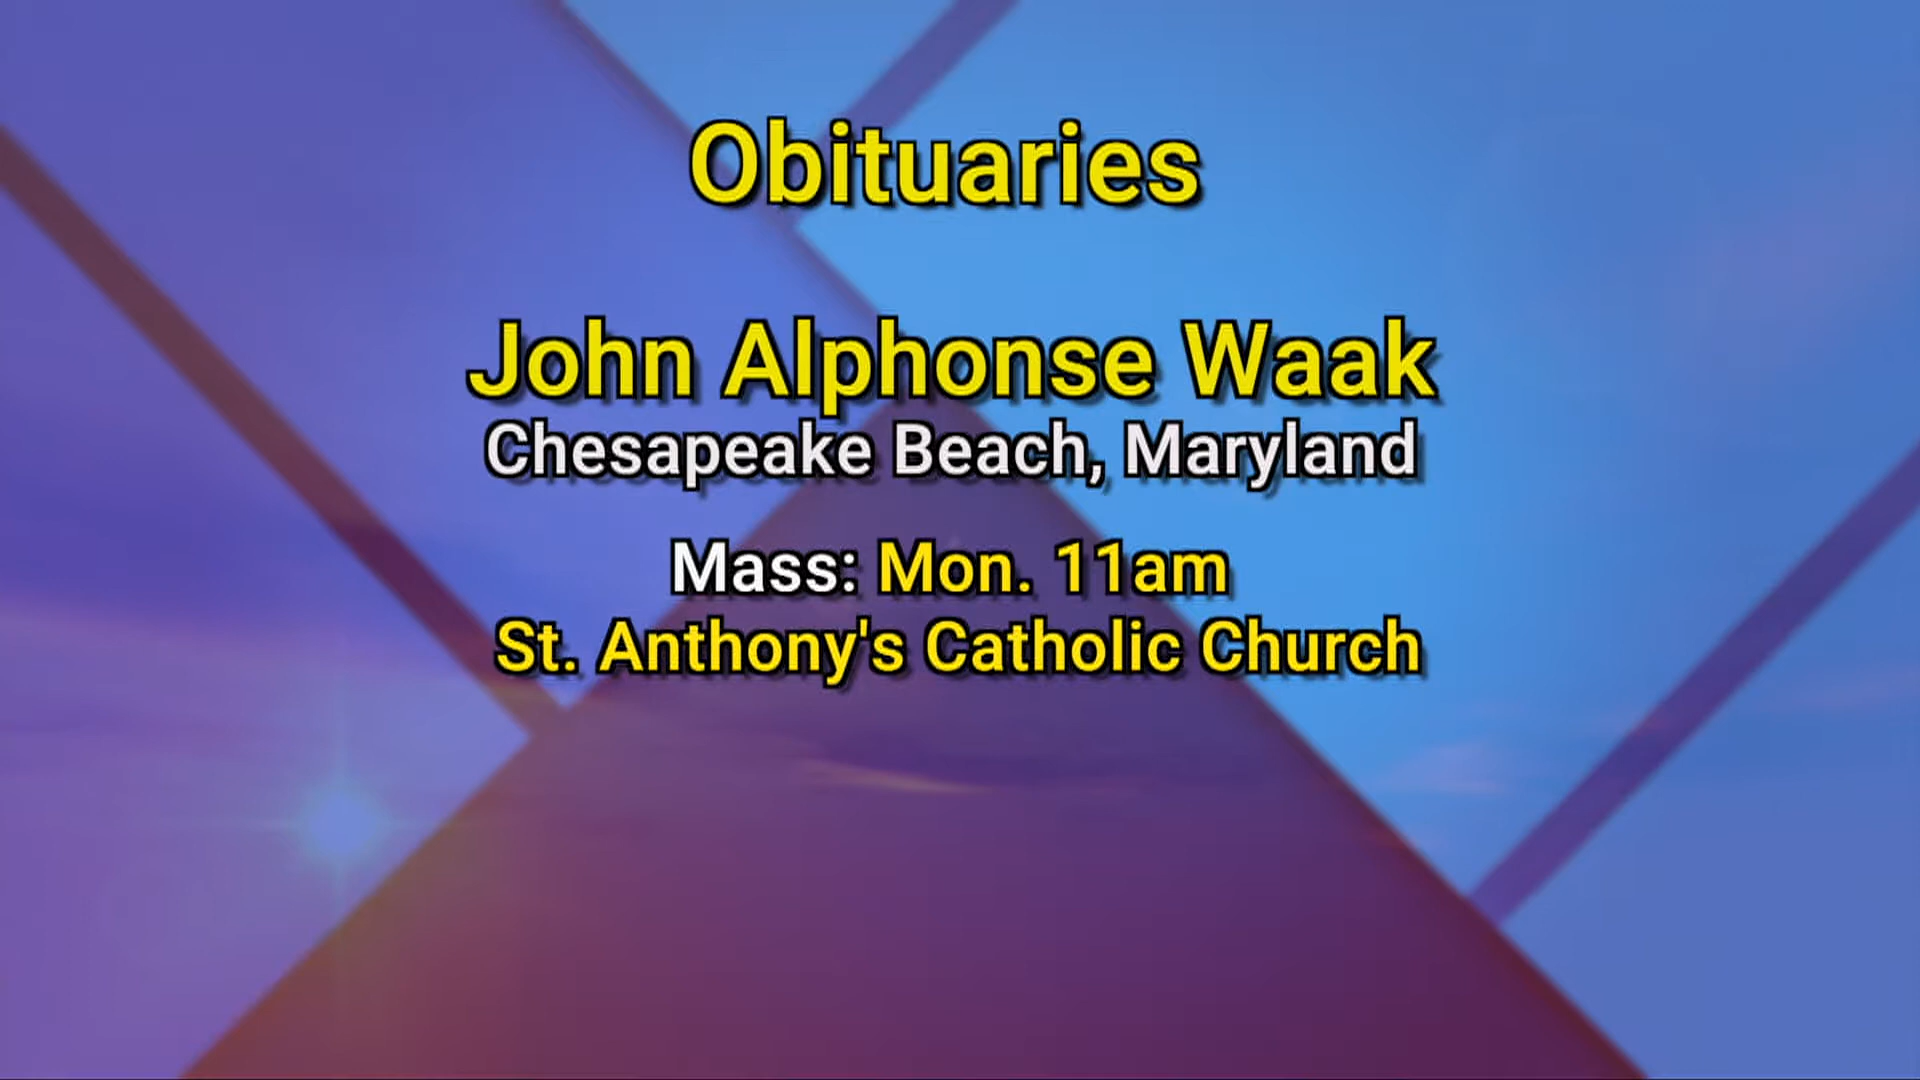 Obituaries
John Alphonse Waak
Chesapeake Beach, Maryland
Mass: Mon. 11am
St. Anthony's Catholic Church